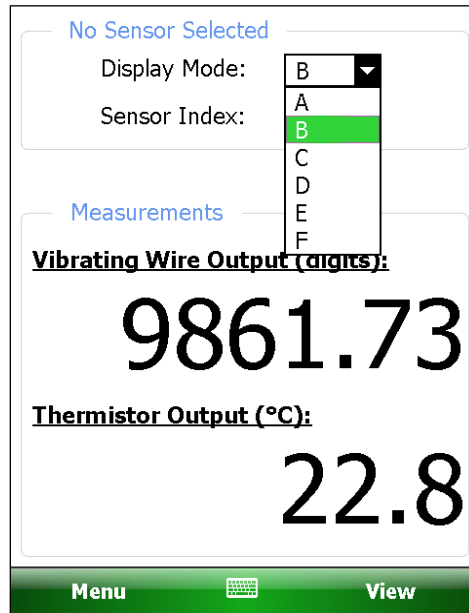 No Sensor Selected
Display Mode: B
A
Sensor Index:
B
C
D
E
F
Measurements
Vibrating Wire Output (digits):
9861.73
Thermistor Output (°C):
22.8
Menu View